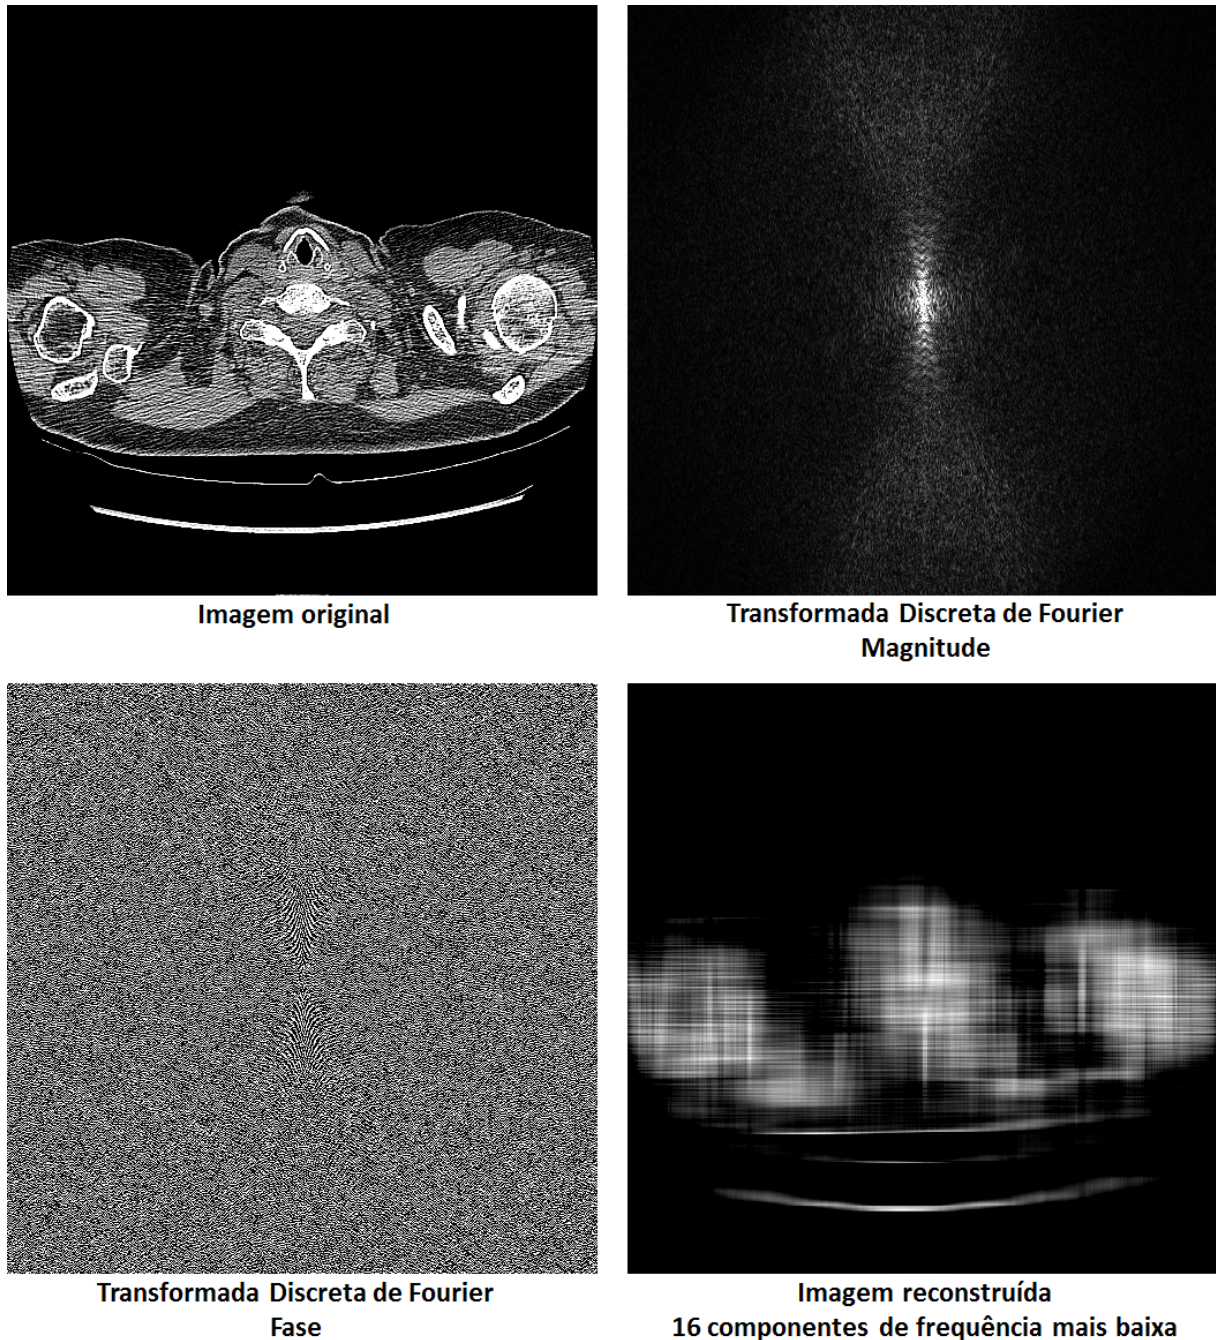 Imagem original
Transformada Discreta de Fourier
Magnitude
Transformada Discreta de Fourier
Fase
Imagem reconstruída
16 componentes de frequência mais baixa